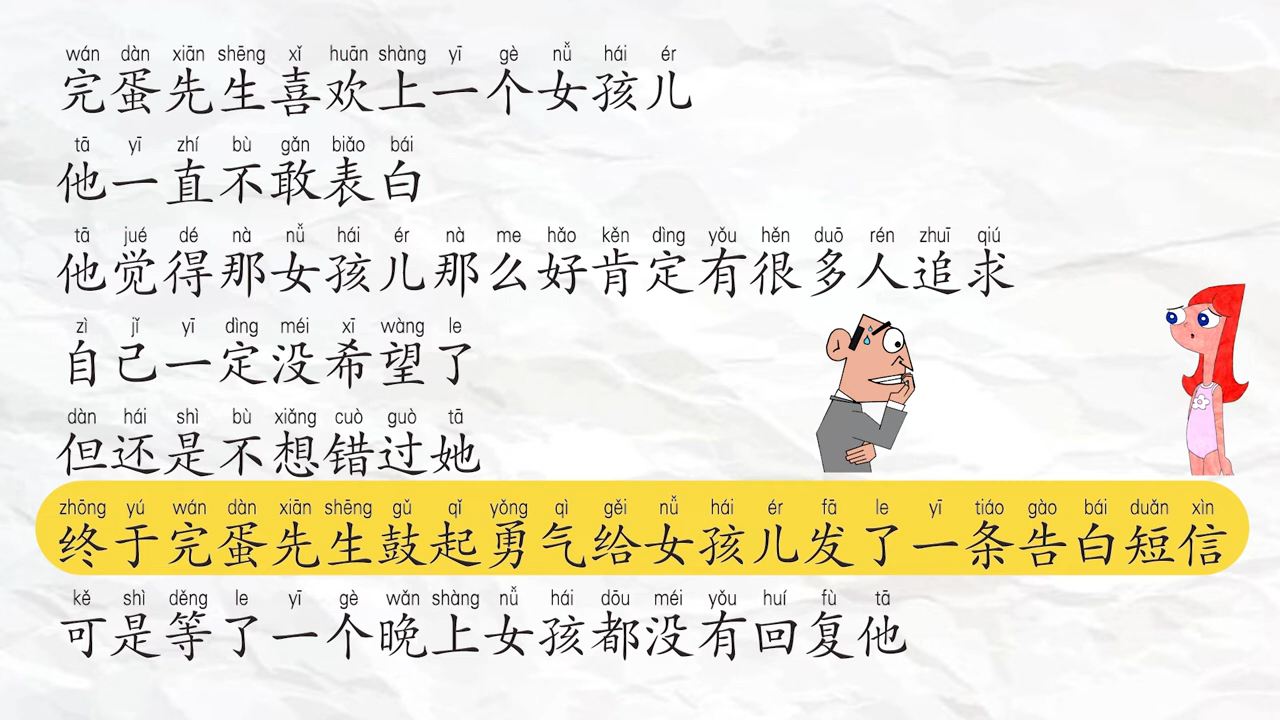 wán dàn xiān shēng xǐ huān shàng yī gè nǚ hái ér
完蛋先生喜欢上一个女孩儿
tā yī zhí bù gǎn biǎo bái
他一直不敢表白
tā jué dé nà nǚ hái ér nà me hǎo kěn dìng yǒu hěn duō rén zhuī qiú
他觉得那女孩儿那么好肯定有很多人追求
zì jǐ yī dìng méi xī wàng le
自己一定没希望了
dàn hái shì bù xiǎng cuò guò tā
但还是不想错过她
zhōng yú wán dàn xiān shēng gǔ qǐ yǒng qì gěi nǚ hái ér fā le yī tiáo gào bái duǎn xìn
终于完蛋先生鼓起勇气给女孩儿发了一条告白短信
kě shì děng le yī gè wǎn shàng nǚ hái dōu méi yǒu huí fù tā
可是等了一个晚上女孩都没有回复他